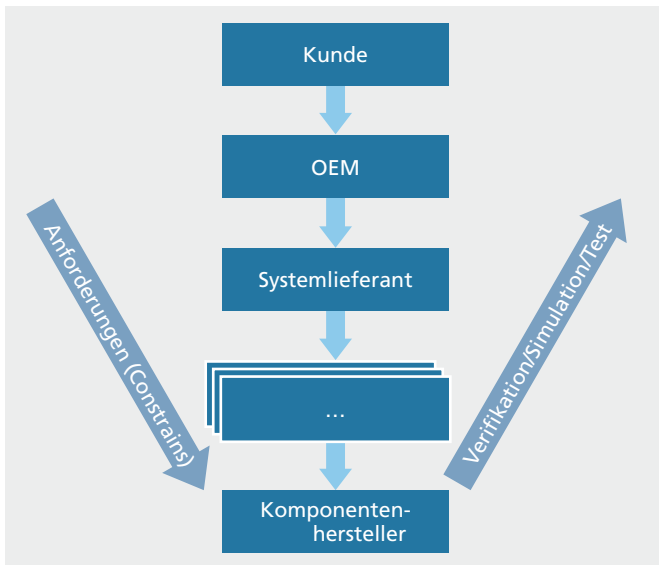 Kunde
OEM
Systemlieferant
...
Komponenten-
hersteller
Anforderungen (Constrains)
Verifikation/Simulation/Test